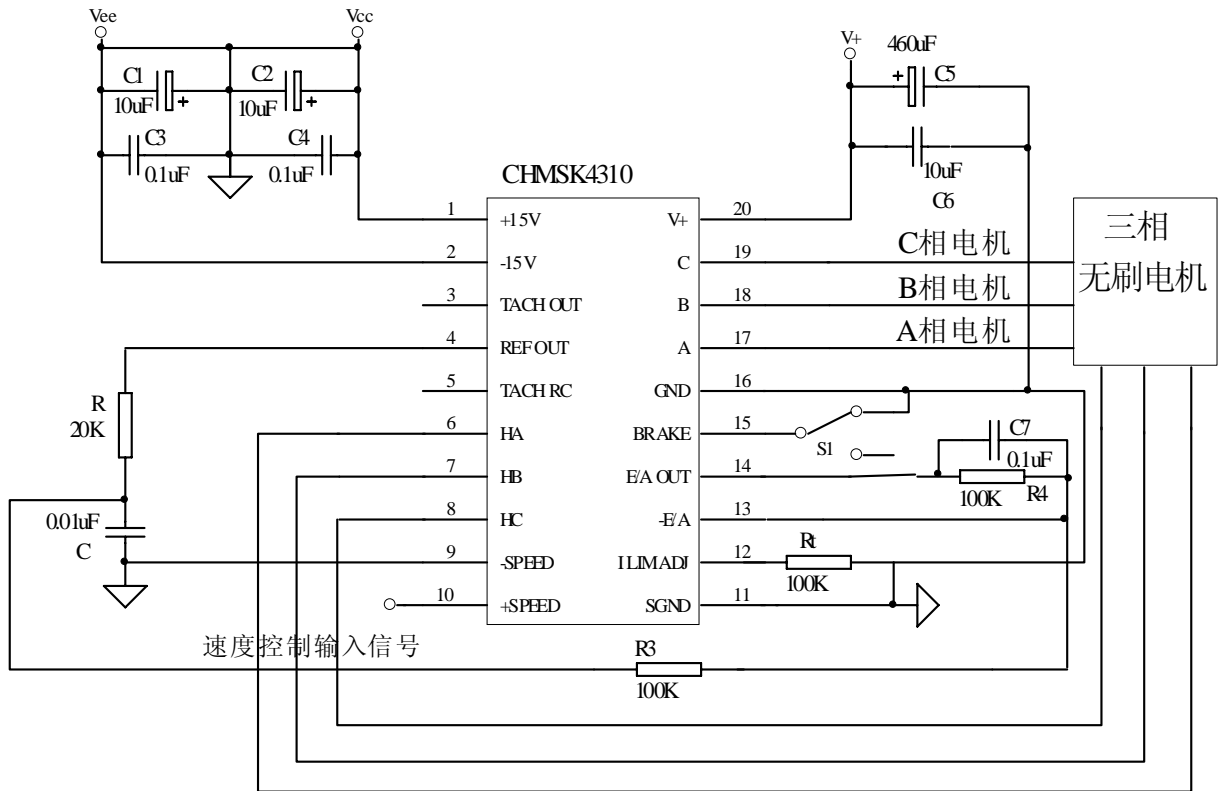 Vee
Vcc
C1
10uF
C2
10uF
C3
0.1uF
C4
0.1uF
V+
460uF
C5
10uF
C6
CHMSK4310
1
+15V
2
-15V
3
TACH OUT
4
REF OUT
5
TACH RC
6
HA
7
HB
8
HC
9
-SPEED
10
+SPEED
V+
20
C
19
B
18
A
17
GND
16
BRAKE
15
E/A OUT
14
-E/A
13
ILIMADJ
12
SGND
11
C相电机
B相电机
A相电机
三相
无刷电机
R
20K
0.01uF
C
S1
C7
0.1uF
100K
R4
Rt
100K
速度控制输入信号
R3
100K